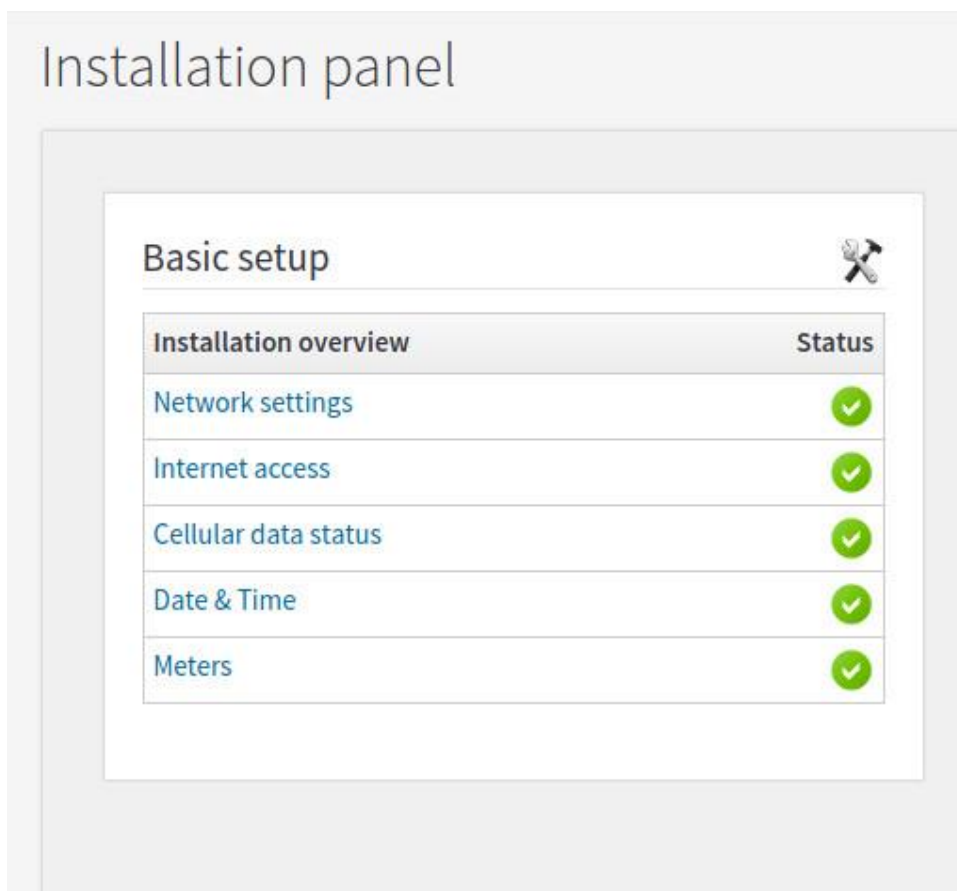 Installation panel
Basic setup
Installation overview Status
Network settings
Internet access
Cellular data status
Date & Time
Meters